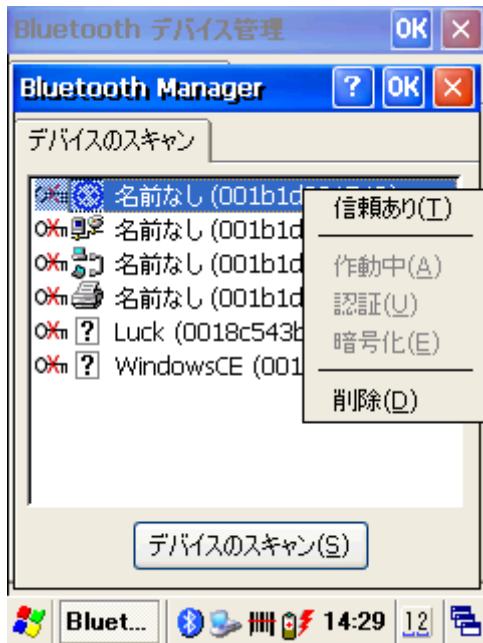 Bluetooth デバイス管理 OK
Bluetooth Manager ? OK
デバイスのスキャン
名前なし (001b1d
名前なし (001b1d
名前なし (001b1d
名前なし (001b1d
? Luck (0018c543b
? WindowsCE (001
信頼あり(T)
作動中(A)
認証(U)
暗号化(E)
削除(D)
デバイスのスキャン(S)
Bluet... 14:29 12